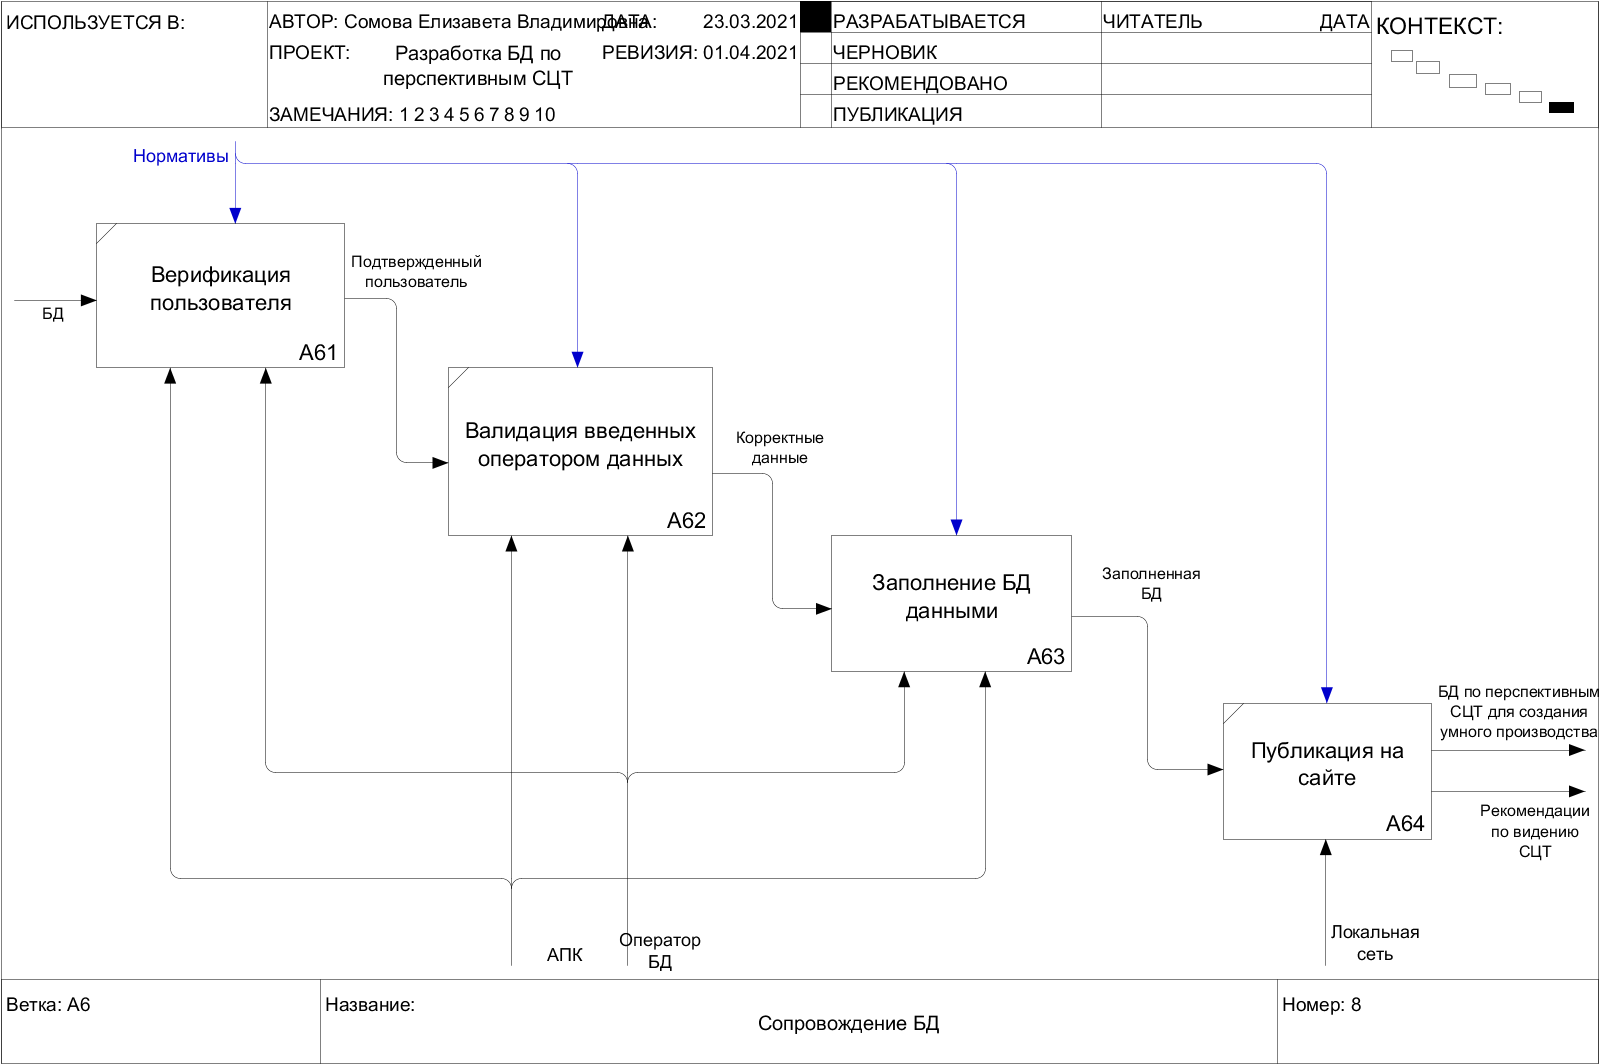 ИСПОЛЬЗУЕТСЯ В:
АВТОР: Сомова Елизавета Владимировна
ДАТА: 23.03.2021
ПРОЕКТ: Разработка БД по
перспективным СЦТ
РЕВИЗИЯ: 01.04.2021
ЗАМЕЧАНИЯ: 1 2 3 4 5 6 7 8 9 10
РАЗРАБАТЫВАЕТСЯ
ЧЕРНОВИК
РЕКОМЕНДОВАНО
ПУБЛИКАЦИЯ
ЧИТАТЕЛЬ ДАТА
КОНТЕКСТ:
Нормативы
БД
Верификация
пользователя
A61
Подтвержденный
пользователь
Валидация введенных
оператором данных
A62
Корректные
данные
Заполнение БД
данными
A63
Заполненная
БД
Публикация на
сайте
A64
БД по перспективным
СЦТ для создания
умного производства
Рекомендации
по видению
СЦТ
АПК
Оператор
БД
Локальная
сеть
Ветка: A6
Название:
Сопровождение БД
Номер: 8